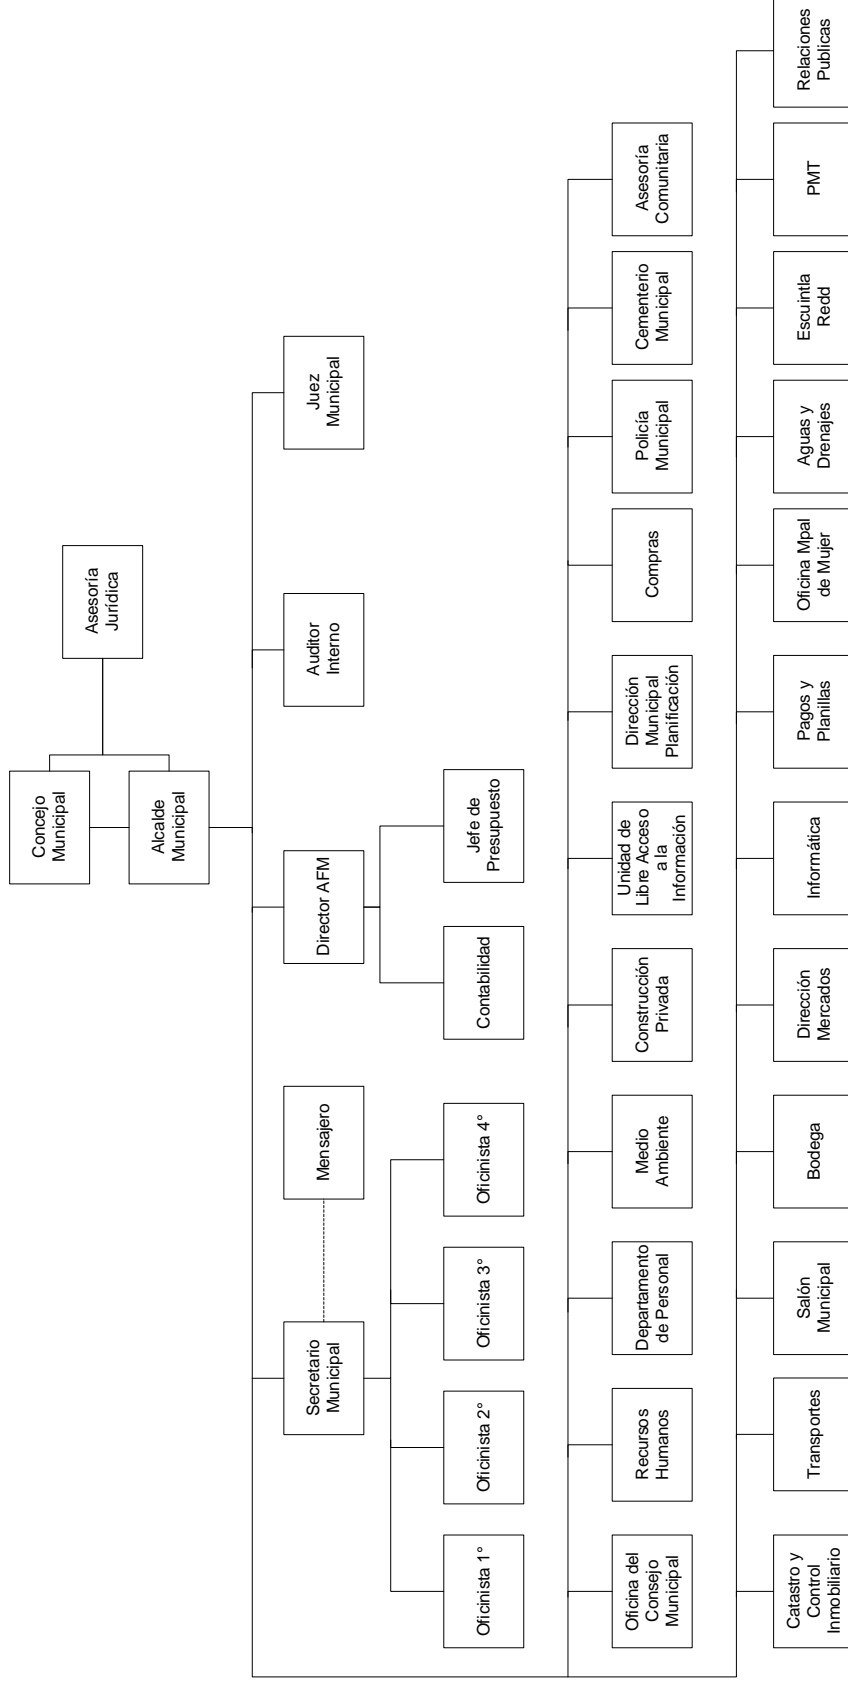 Concejo
Municipal
Asesoría
Jurídica
Alcalde
Municipal
Secretario
Municipal
Mensajero
Director AFM
Auditor
Interno
Juez
Municipal
Oficinista 1°
Oficinista 2°
Oficinista 3°
Oficinista 4°
Contabilidad
Jefe de
Presupuesto
Oficina del
Consejo
Municipal
Recursos
Humanos
Departamento
de Personal
Medio
Ambiente
Construcción
Privada
Unidad de
Libre Acceso
a la
Información
Dirección
Municipal
Planificación
Compras
Policía
Municipal
Cementerio
Municipal
Asesoría
Comunitaria
Catastro y
Control
Inmobiliario
Transportes
Salón
Municipal
Bodega
Dirección
Mercados
Informática
Pagos y
Planillas
Oficina Mpal
de Mujer
Aguas y
Drenajes
Escuintla
Redd
PMT
Relaciones
Publicas